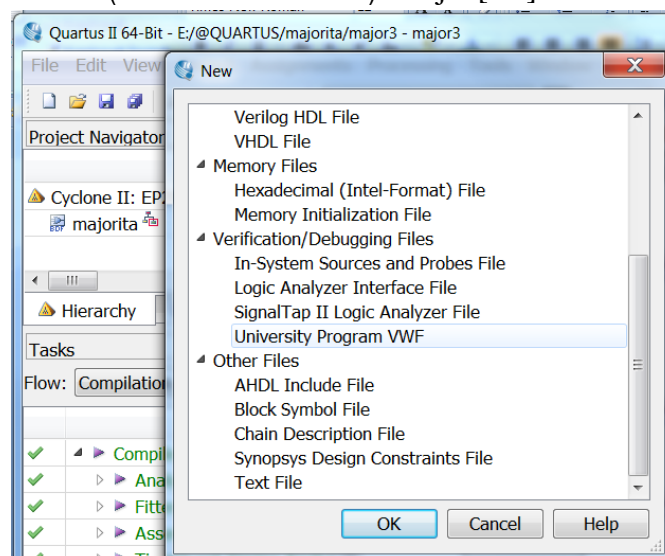 Quartus II 64-Bit - E:/@QUARTUS/majorita/major3 - major3
File Edit View
New
Project Navigator
Cyclone II: EP
majorita
Hierarchy
Tasks
Flow: Compilation
Compil
Ana
Fitt
Ass
Verilog HDL File
VHDL File
Memory Files
Hexadecimal (Intel-Format) File
Memory Initialization File
Verification/Debugging Files
In-System Sources and Probes File
Logic Analyzer Interface File
SignalTap II Logic Analyzer File
University Program VWF
Other Files
AHDL Include File
Block Symbol File
Chain Description File
Synopsys Design Constraints File
Text File
OK Cancel Help